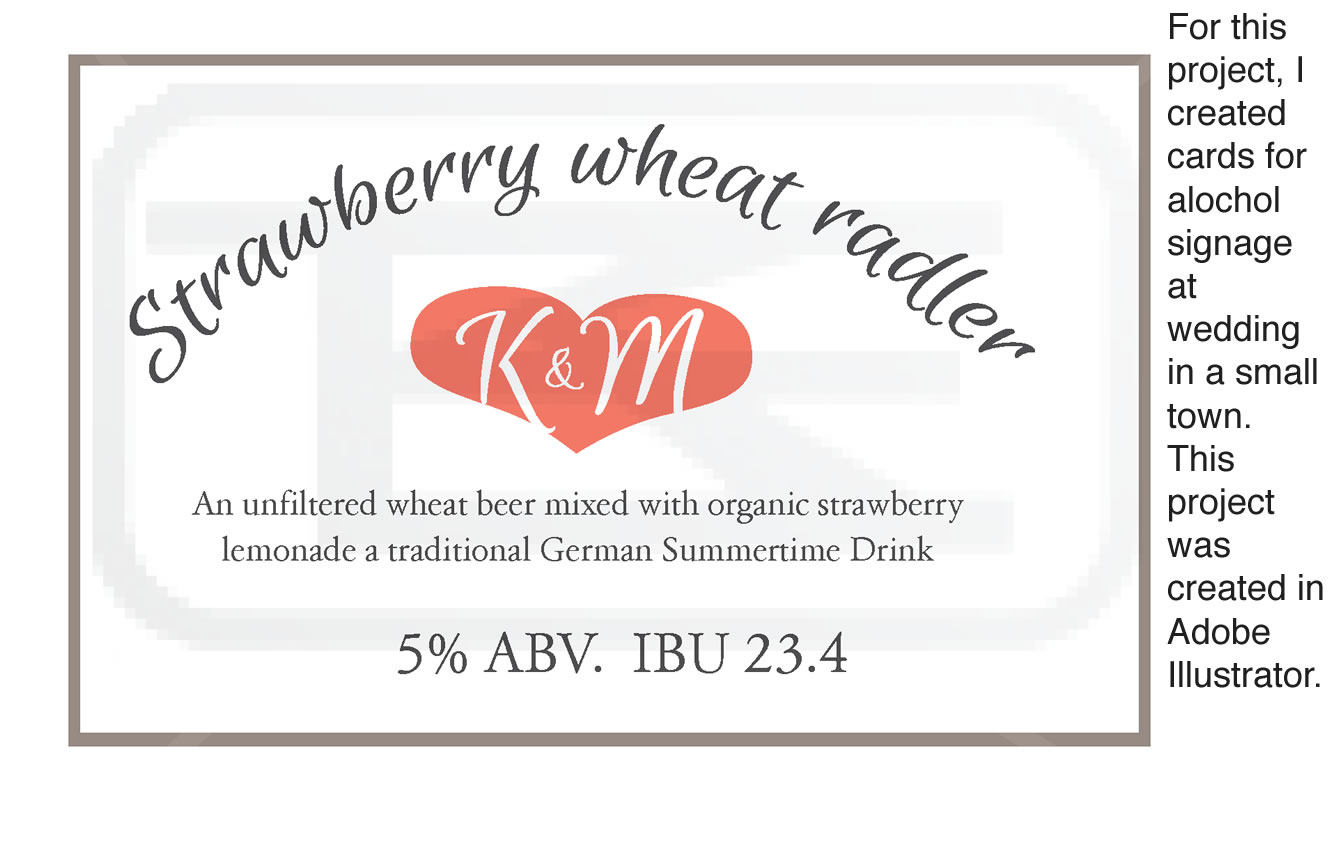 Strawberry wheat radler
K & M
An unfiltered wheat beer mixed with organic strawberry
lemonade a traditional German Summertime Drink
5% ABV. IBU 23.4
For this
project, I
created
cards for
alochol
signage
at
wedding
in a small
town.
This
project
was
created in
Adobe
Illustrator.